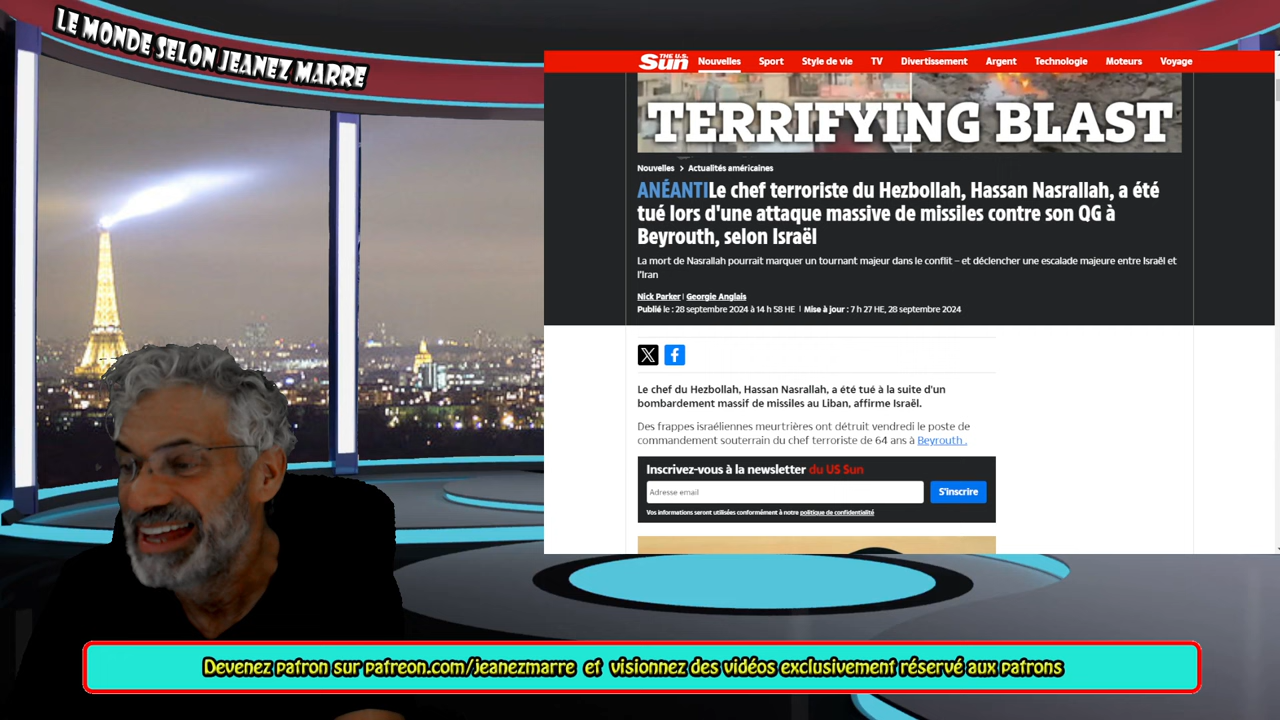 LE MONDE SELON JEANEZ MARRE
THE U.S. Sun
Nouvelles Sport Style de vie TV Divertissement Argent Technologie Moteurs Voyage
TERRIFYING BLAST
Nouvelles > Actualités américaines
ANÉANTILe chef terroriste du Hezbollah, Hassan Nasrallah, a été
tué lors d'une attaque massive de missiles contre son QG à
Beyrouth, selon Israël
La mort de Nasrallah pourrait marquer un tournant majeur dans le conflit – et déclencher une escalade majeure entre Israël et
l'Iran
Nick Parker | Georgie Anglais
Publié le : 28 septembre 2024 à 14 h 58 HE | Mise à jour : 7 h 27 HE, 28 septembre 2024
Le chef du Hezbollah, Hassan Nasrallah, a été tué à la suite d'un
bombardement massif de missiles au Liban, affirme Israël.
Des frappes israéliennes meurtrières ont détruit vendredi le poste de
commandement souterrain du chef terroriste de 64 ans à Beyrouth .
Inscrivez-vous à la newsletter du US Sun
Adresse email
S'inscrire
Vos informations seront utilisées conformément à notre politique de confidentialité
Devenez patron sur patreon.com/jeanezmarre et visionnez des vidéos exclusivement réservé aux patrons